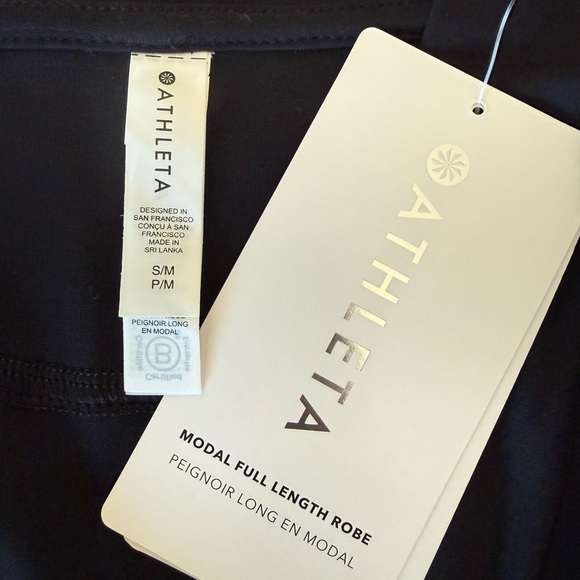 ATHLETA
DESIGNED IN
SAN FRANCISCO
CONÇU À SAN
FRANCISCO
MADE IN
SRI LANKA
S/M
P/M
PEIGNOIR LONG
EN MODAL
B
Certified
ATHLETA
MODAL FULL LENGTH ROBE
PEIGNOIR LONG EN MODAL